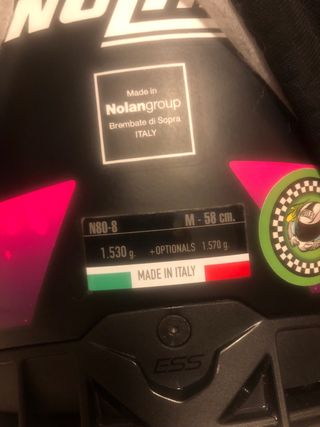 NOLAN
Made in
Nolangroup
Brembate di Sopra
ITALY
N80-8 M - 58 cm.
1.530 g. +OPTIONALS 1.570 g.
MADE IN ITALY
ESS